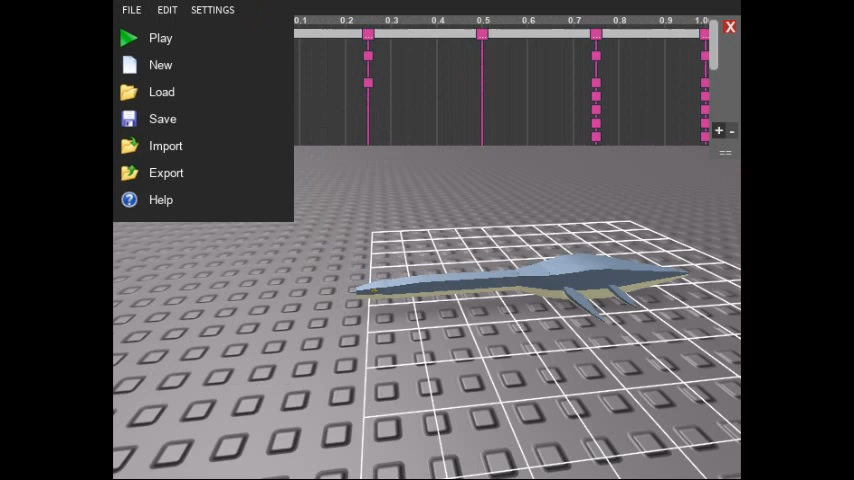 FILE EDIT SETTINGS
0.1 0.2 0.3 0.4 0.5 0.6 0.7 0.8 0.9 1.0
X
Play
New
Load
Save
Import
Export
Help
+ -
==